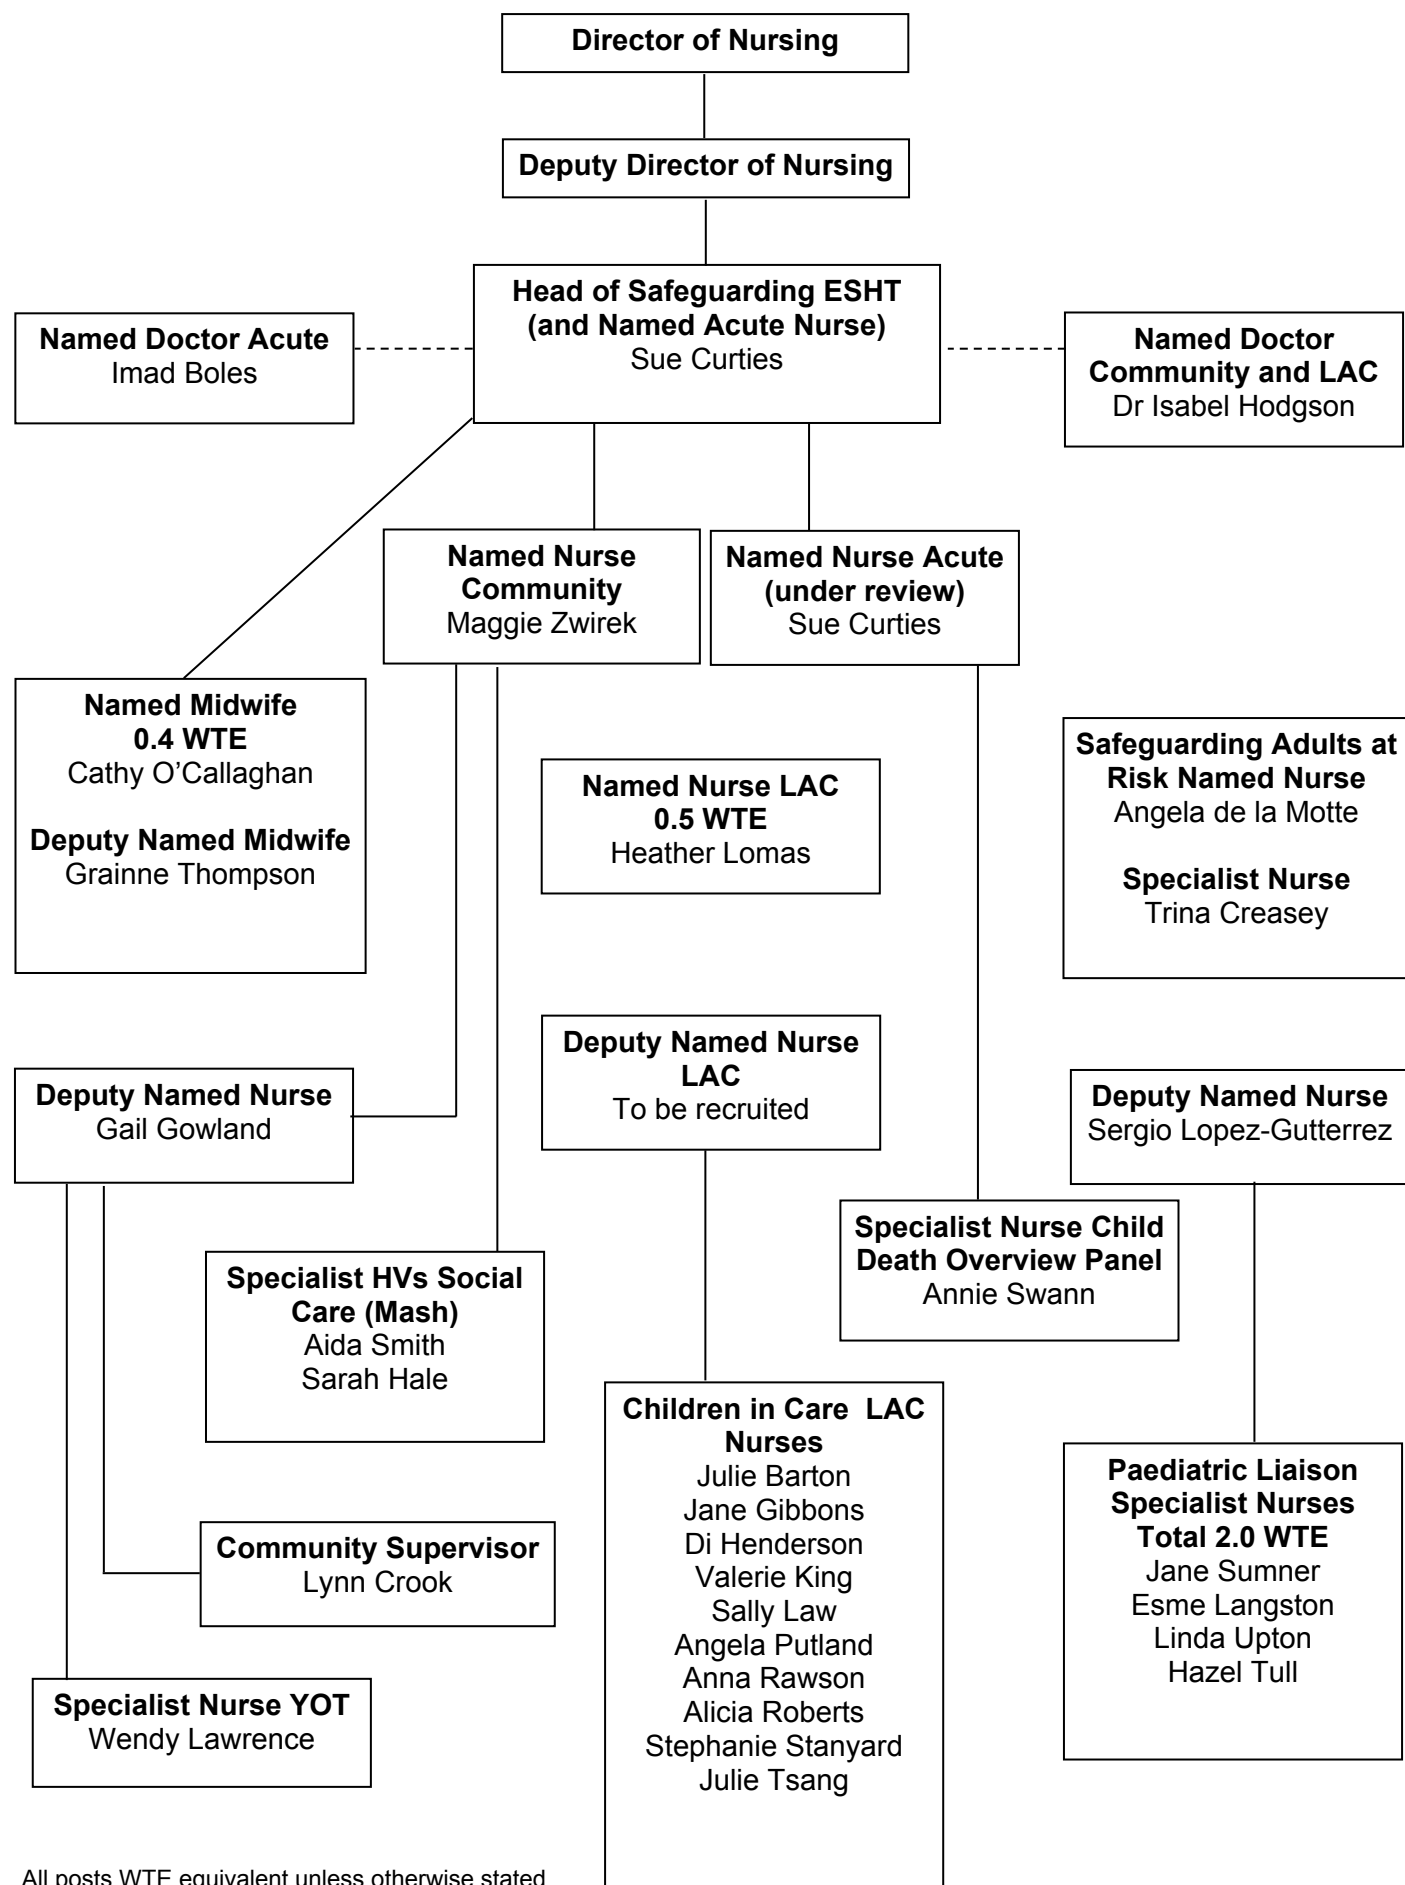 Director of Nursing
Deputy Director of Nursing
Head of Safeguarding ESHT
(and Named Acute Nurse)
Sue Curties
Named Doctor Acute
Imad Boles
Named Doctor
Community and LAC
Dr Isabel Hodgson
Named Nurse
Community
Maggie Zwirek
Named Nurse Acute
(under review)
Sue Curties
Named Midwife
0.4 WTE
Cathy O’Callaghan
Deputy Named Midwife
Grainne Thompson
Named Nurse LAC
0.5 WTE
Heather Lomas
Safeguarding Adults at
Risk Named Nurse
Angela de la Motte
Specialist Nurse
Trina Creasey
Deputy Named Nurse
Gail Gowland
Deputy Named Nurse
LAC
To be recruited
Deputy Named Nurse
Sergio Lopez-Gutterrez
Specialist HVs Social
Care (Mash)
Aida Smith
Sarah Hale
Specialist Nurse Child
Death Overview Panel
Annie Swann
Children in Care  LAC
Nurses
Julie Barton
Jane Gibbons
Di Henderson
Valerie King
Sally Law
Angela Putland
Anna Rawson
Alicia Roberts
Stephanie Stanyard
Julie Tsang
Paediatric Liaison
Specialist Nurses
Total 2.0 WTE
Jane Sumner
Esme Langston
Linda Upton
Hazel Tull
Community Supervisor
Lynn Crook
Specialist Nurse YOT
Wendy Lawrence
All posts WTE equivalent unless otherwise stated